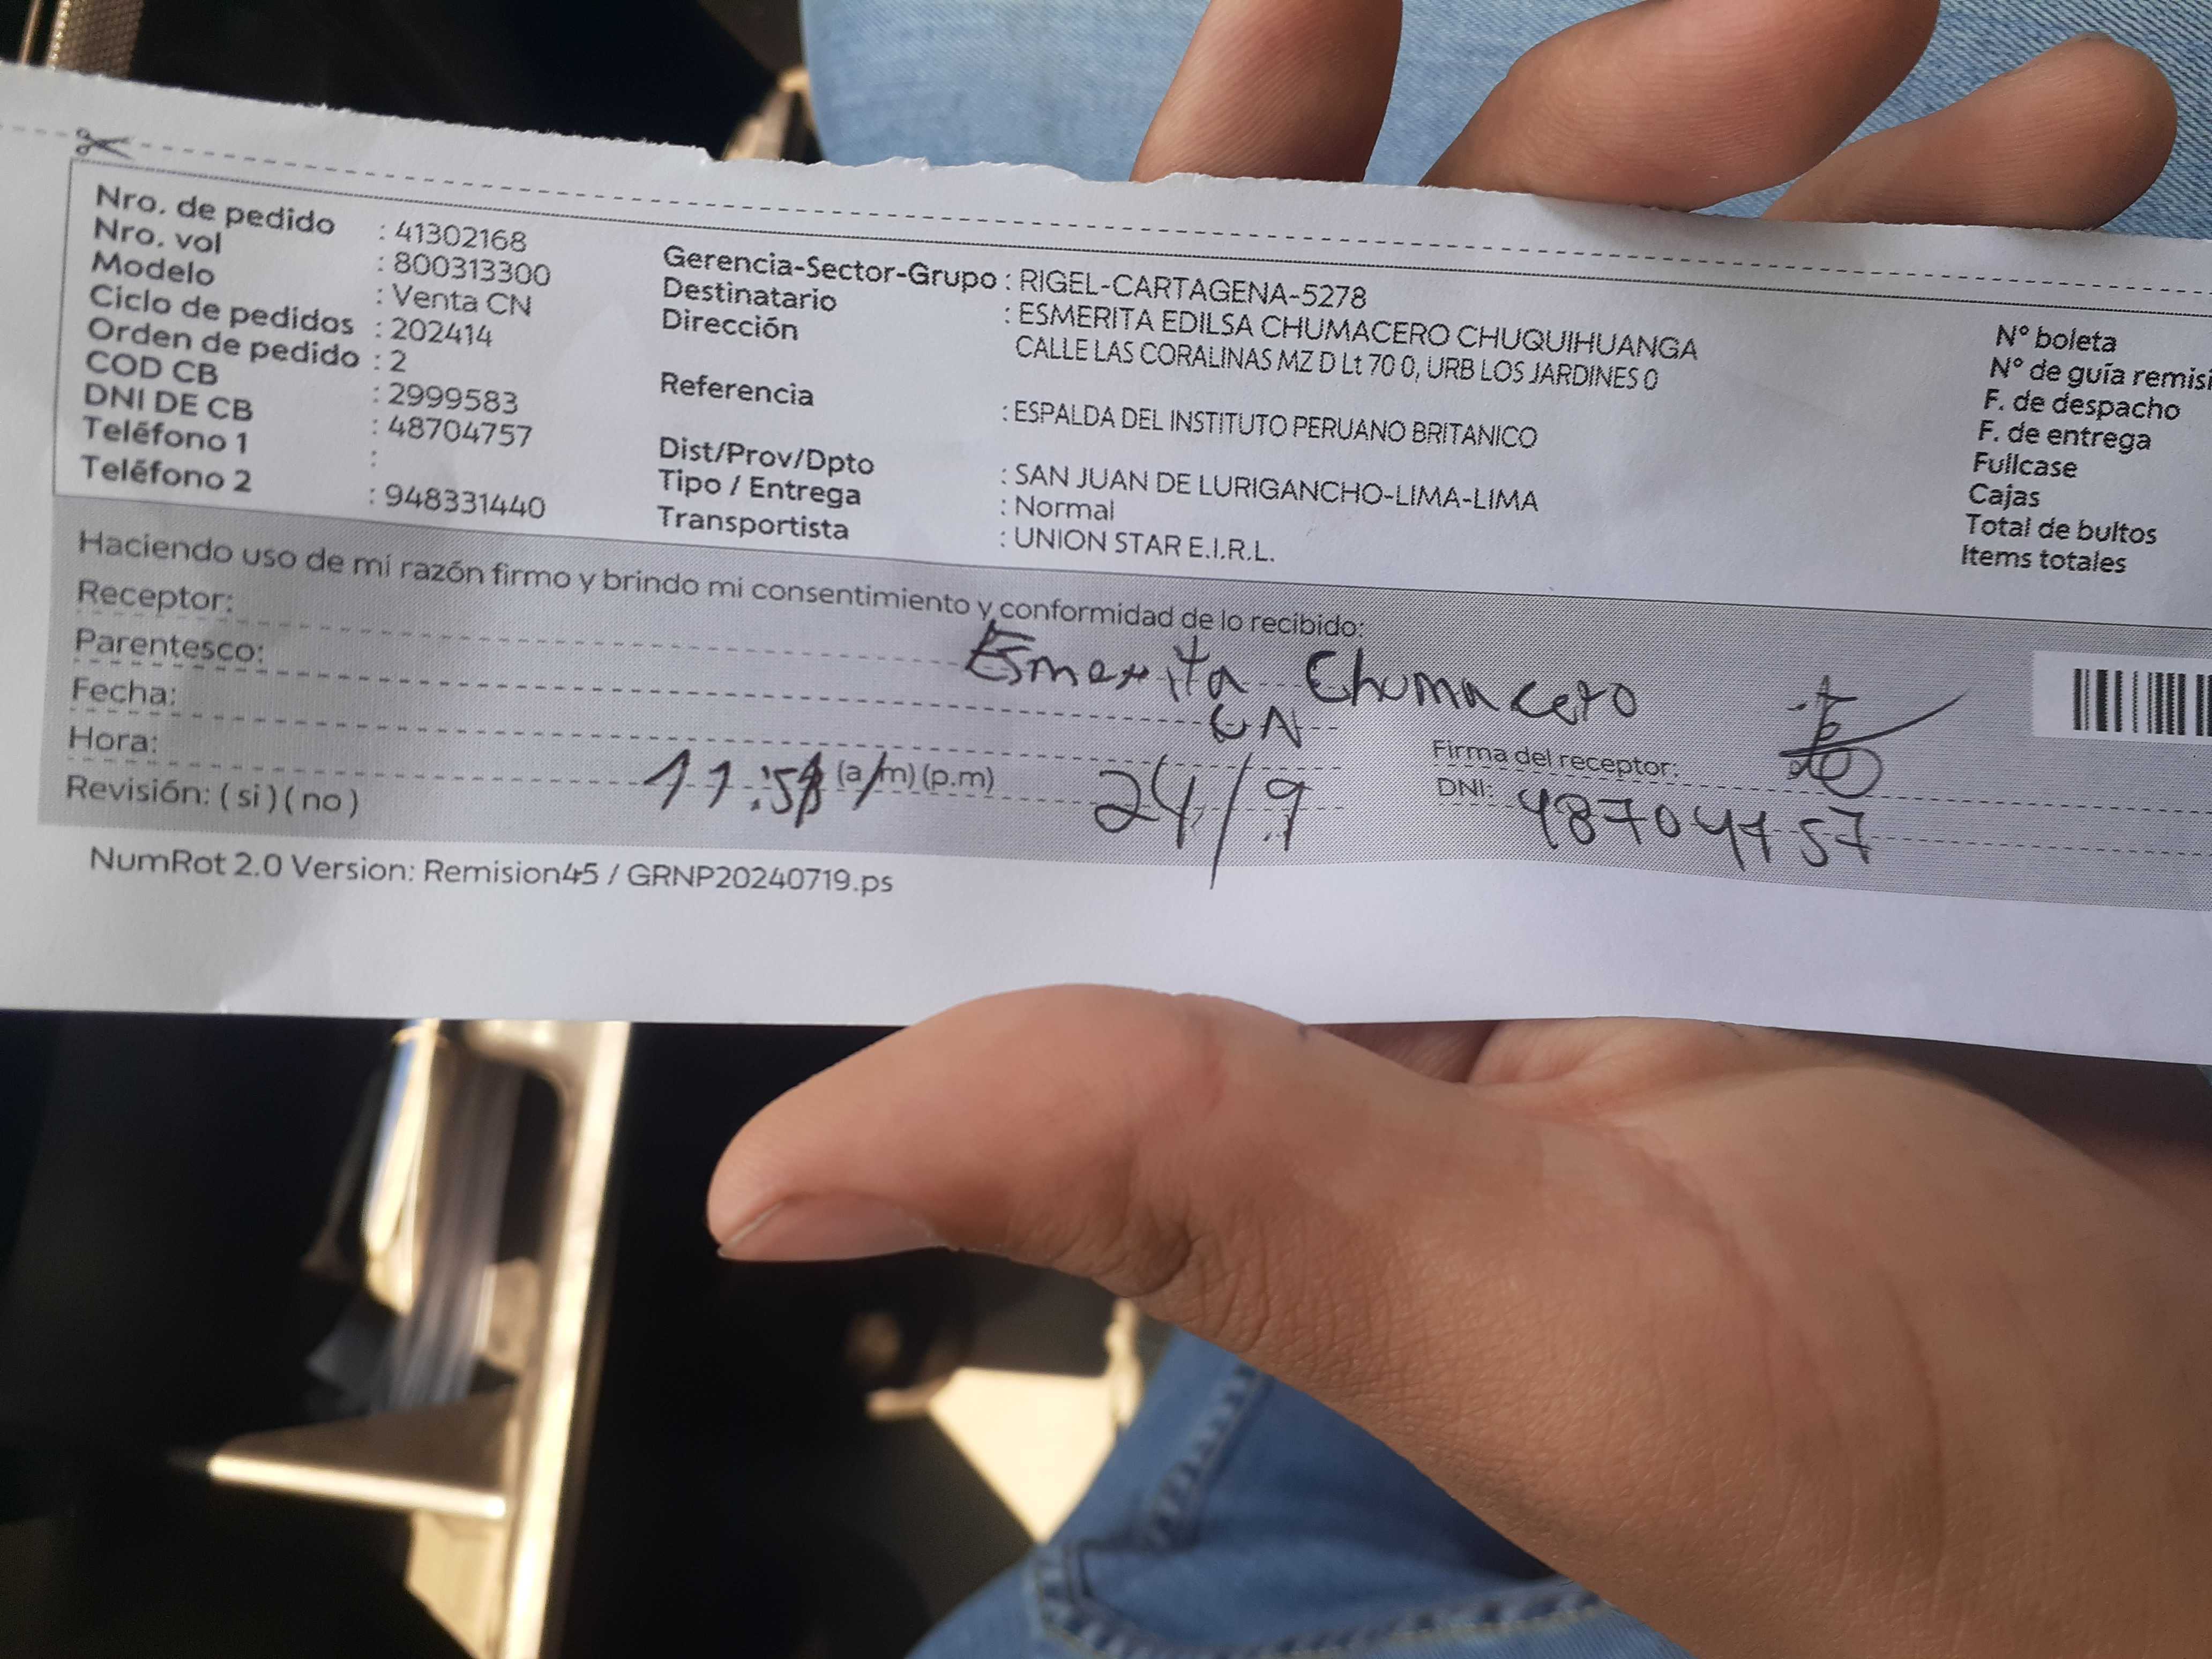 Nro. de pedido : 41302168
Nro. vol : 800313300
Modelo : Venta CN
Ciclo de pedidos : 202414
Orden de pedido : 2
COD CB : 2999583
DNI DE CB : 48704757
Teléfono 1 :
Teléfono 2 : 948331440
Gerencia-Sector-Grupo : RIGEL-CARTAGENA-5278
Destinatario : ESMERITA EDILSA CHUMACERO CHUQUIHUANGA
Dirección CALLE LAS CORALINAS MZ D Lt 70 0, URB LOS JARDINES 0
Referencia : ESPALDA DEL INSTITUTO PERUANO BRITANICO
Dist/Prov/Dpto : SAN JUAN DE LURIGANCHO-LIMA-LIMA
Tipo / Entrega : Normal
Transportista : UNION STAR E.I.R.L.
N° boleta
N° de guía remisi
F. de despacho
F. de entrega
Fullcase
Cajas
Total de bultos
Items totales
Haciendo uso de mi razón firmo y brindo mi consentimiento y conformidad de lo recibido:
Receptor: Esmerita Chumacero
Parentesco: CN
Fecha: 24/9
Hora: (a.m) (p.m)
Revisión: ( si ) ( no )
Firma del receptor:
DNI: 48704757
NumRot 2.0 Version: Remision45 / GRNP20240719.ps